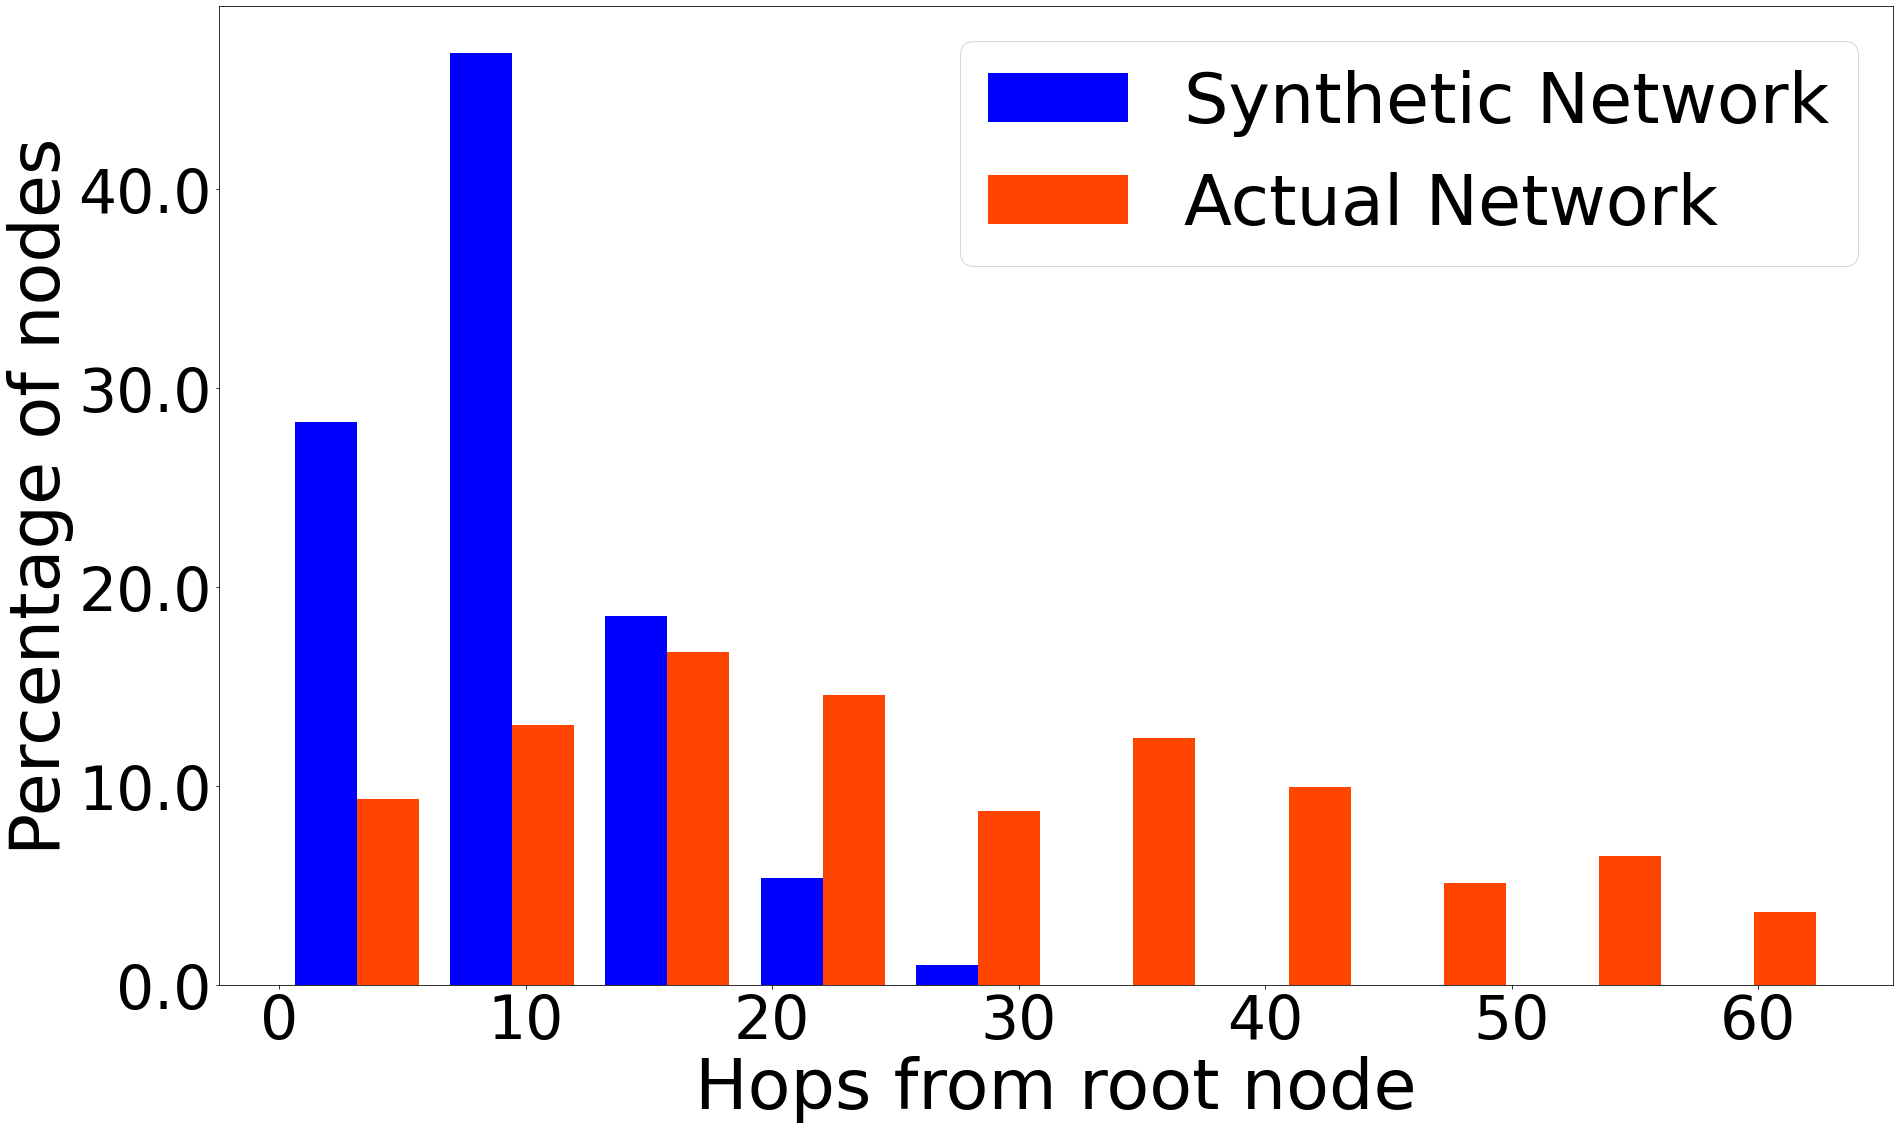 Synthetic Network
Actual Network
Percentage of nodes
40.0
30.0
20.0
10.0
0.0
0 10 20 30 40 50 60
Hops from root node